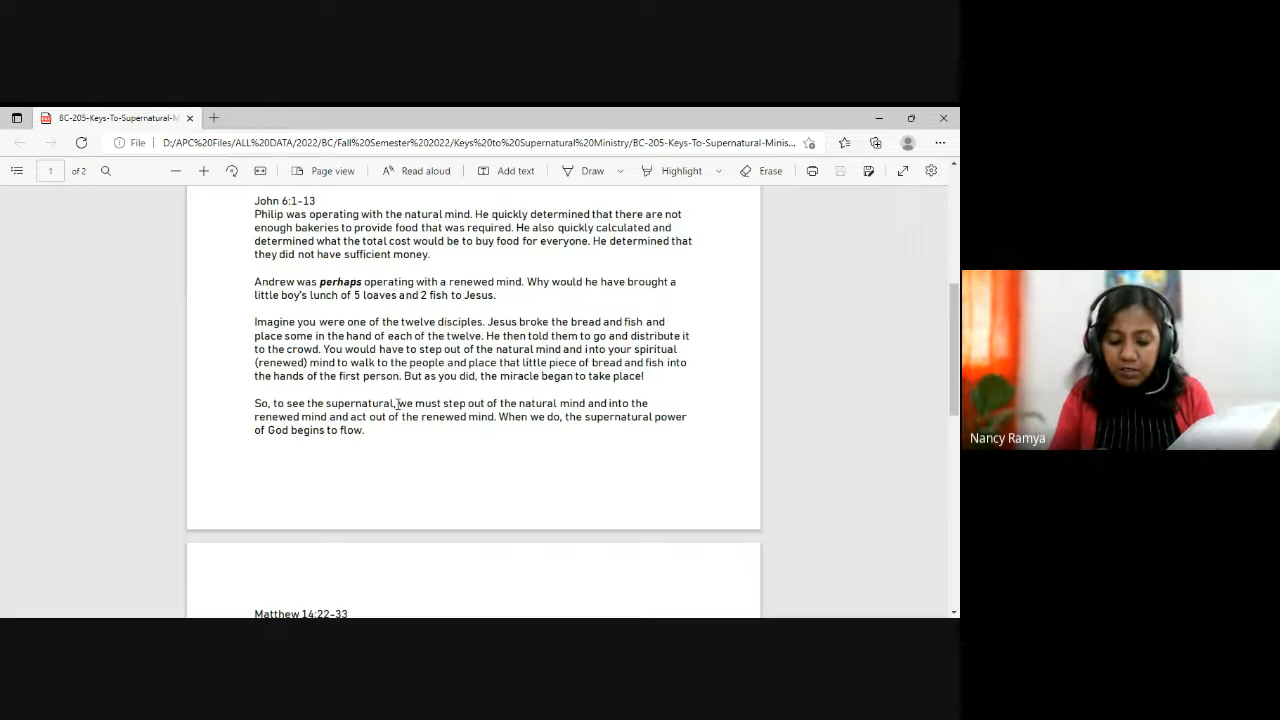 BC-205-Keys-To-Supernatural-M
File
D:/APC%20Files/ALL%20DATA/2022/BC/Fall%20Semester%202022/Keys%20to%20Supernatural%20Ministry/BC-205-Keys-To-Supernatural-Minis...
1 of 2
Page view
Read aloud
Add text
Draw
Highlight
Erase
John 6:1-13
Philip was operating with the natural mind. He quickly determined that there are not
enough bakeries to provide food that was required. He also quickly calculated and
determined what the total cost would be to buy food for everyone. He determined that
they did not have sufficient money.
Andrew was perhaps operating with a renewed mind. Why would he have brought a
little boy's lunch of 5 loaves and 2 fish to Jesus.
Imagine you were one of the twelve disciples. Jesus broke the bread and fish and
place some in the hand of each of the twelve. He then told them to go and distribute it
to the crowd. You would have to step out of the natural mind and into your spiritual
(renewed) mind to walk to the people and place that little piece of bread and fish into
the hands of the first person. But as you did, the miracle began to take place!
So, to see the supernatural, we must step out of the natural mind and into the
renewed mind and act out of the renewed mind. When we do, the supernatural power
of God begins to flow.
Matthew 14:22-33
Nancy Ramya